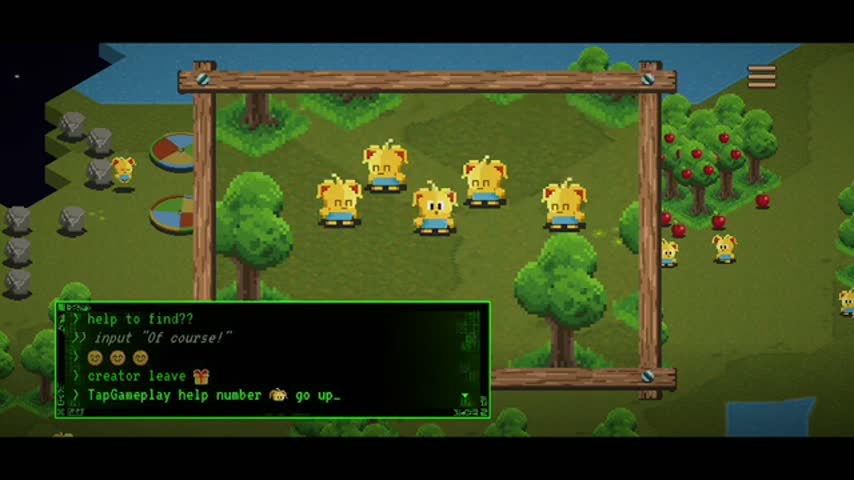 > help to find??
>> input "Of course!"
> 😊 😊 😊
> creator leave 🎁
> TapGameplay help number go up_